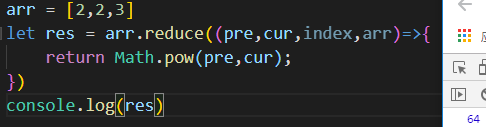 arr = [2,2,3]
let res = arr.reduce((pre,cur,index,arr)=>{
    return Math.pow(pre,cur);
})
console.log(res)
64